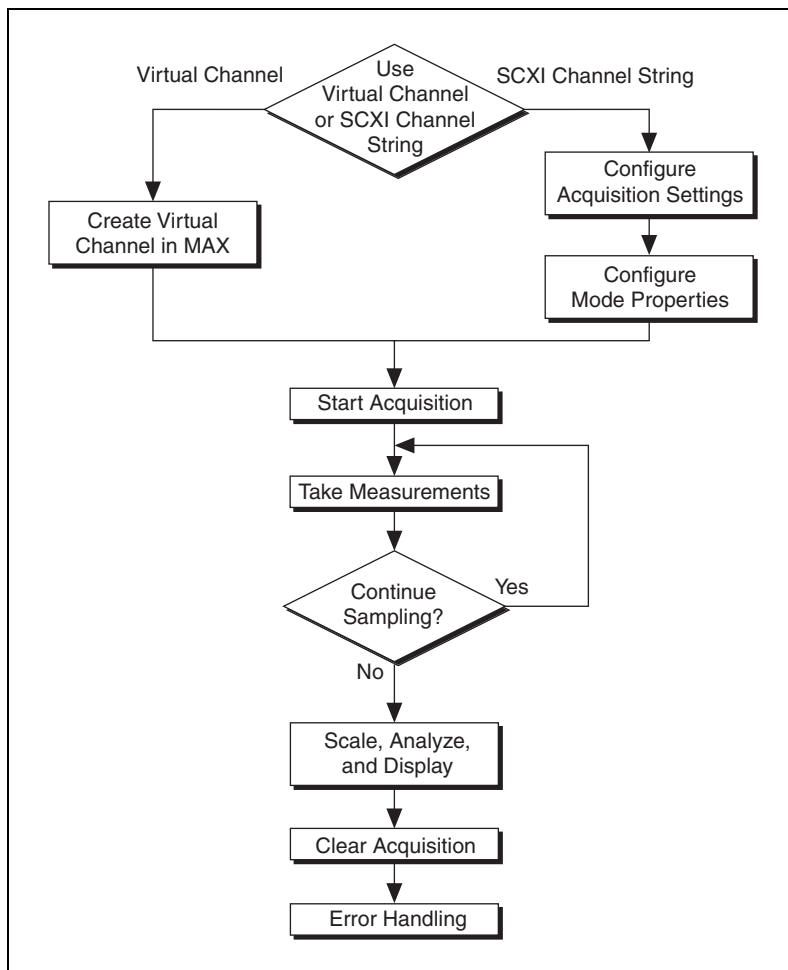 Virtual Channel
Use
Virtual Channel
or SCXI Channel
String
SCXI Channel String
Create Virtual
Channel in MAX
Configure
Acquisition Settings
Configure
Mode Properties
Start Acquisition
Take Measurements
Continue
Sampling?
Yes
No
Scale, Analyze,
and Display
Clear Acquisition
Error Handling